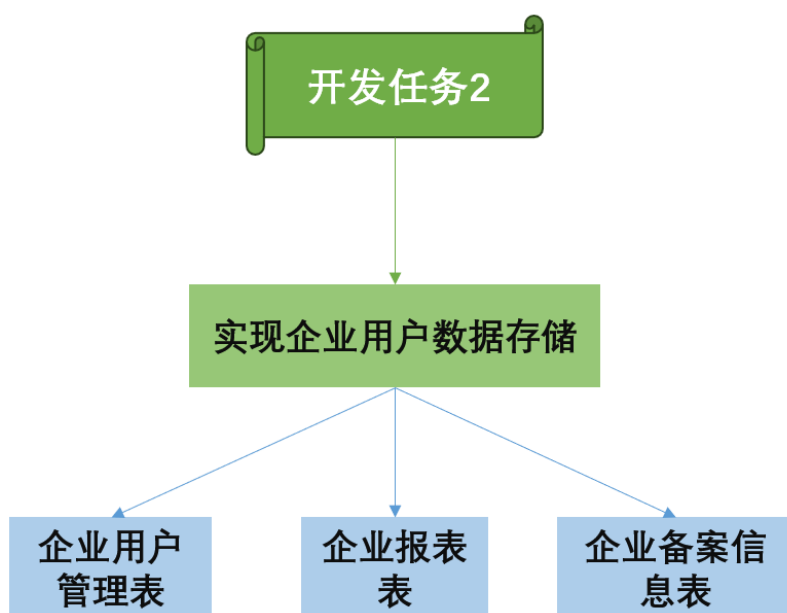 开发任务2
实现企业用户数据存储
企业用户
管理表
企业报表
表
企业备案信
息表